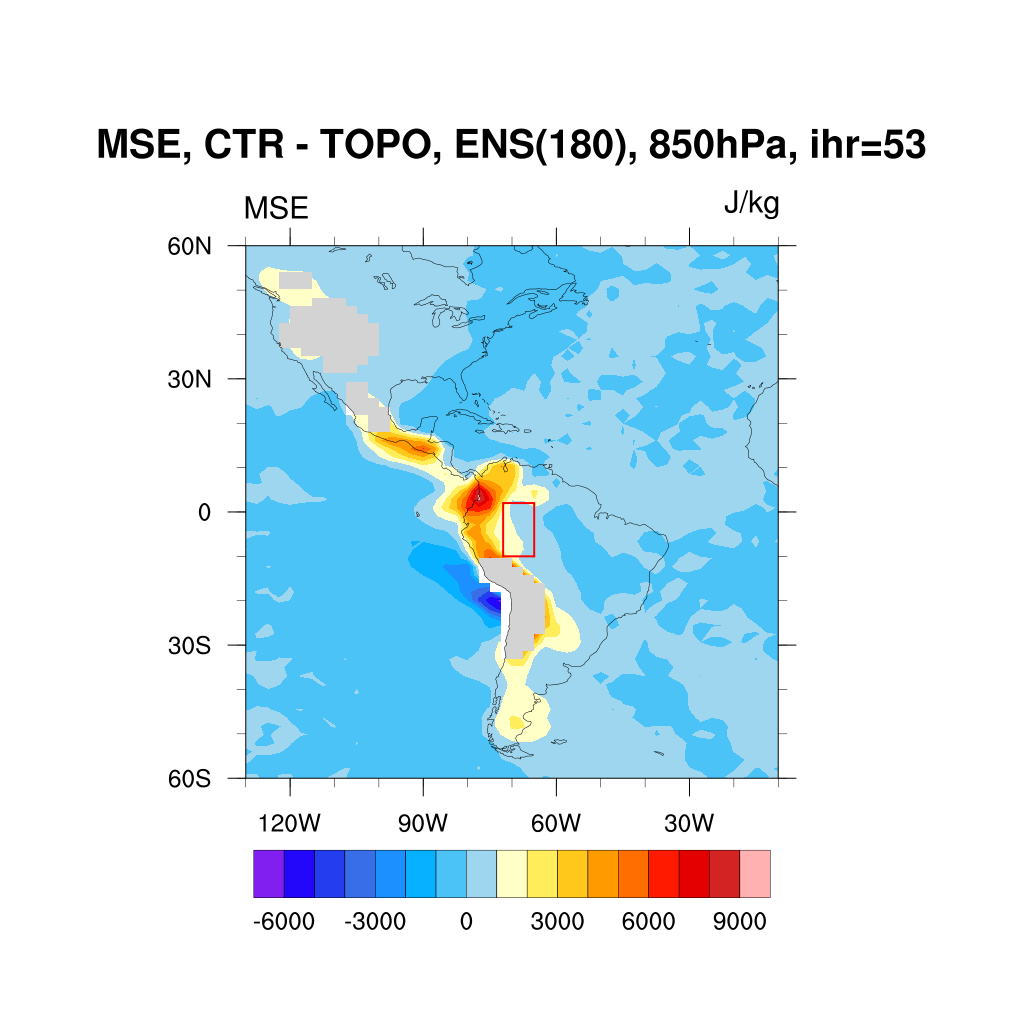 MSE, CTR - TOPO, ENS(180), 850hPa, ihr=53
MSE J/kg
60N
30N
0
30S
60S
120W 90W 60W 30W
-6000 -3000 0 3000 6000 9000